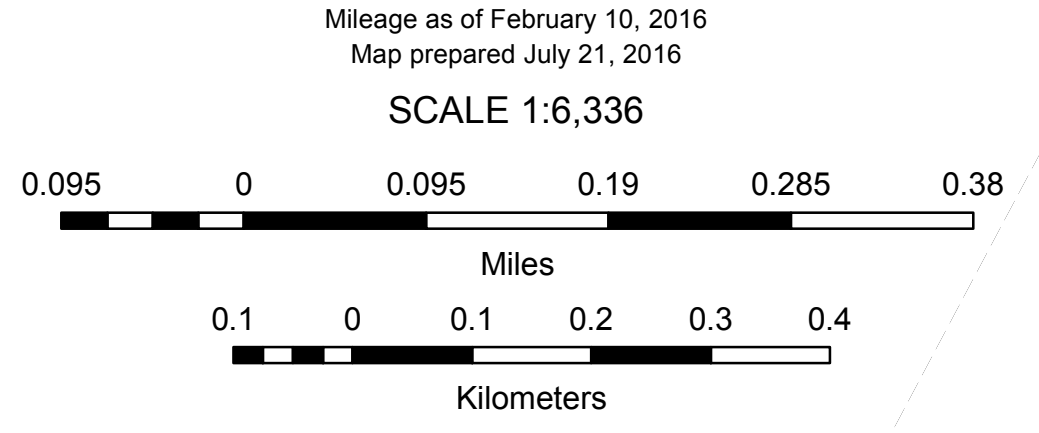 Mileage as of February 10, 2016
Map prepared July 21, 2016
SCALE 1:6,336
0.095 0 0.095 0.19 0.285 0.38
Miles
0.1 0 0.1 0.2 0.3 0.4
Kilometers